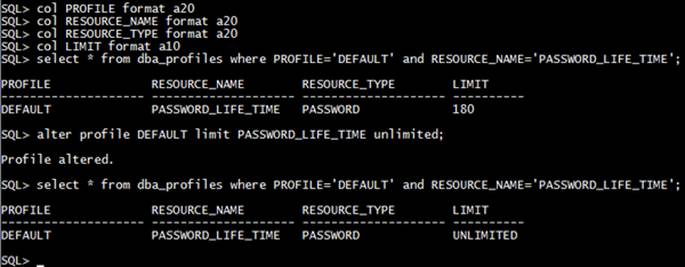 SQL> col PROFILE format a20
SQL> col RESOURCE_NAME format a20
SQL> col RESOURCE_TYPE format a20
SQL> col LIMIT format a10
SQL> select * from dba_profiles where PROFILE='DEFAULT' and RESOURCE_NAME='PASSWORD_LIFE_TIME';
PROFILE RESOURCE_NAME RESOURCE_TYPE LIMIT
-------------------- -------------------- -------------------- ----------
DEFAULT PASSWORD_LIFE_TIME PASSWORD 180
SQL> alter profile DEFAULT limit PASSWORD_LIFE_TIME unlimited;
Profile altered.
SQL> select * from dba_profiles where PROFILE='DEFAULT' and RESOURCE_NAME='PASSWORD_LIFE_TIME';
PROFILE RESOURCE_NAME RESOURCE_TYPE LIMIT
-------------------- -------------------- -------------------- ----------
DEFAULT PASSWORD_LIFE_TIME PASSWORD UNLIMITED
SQL>